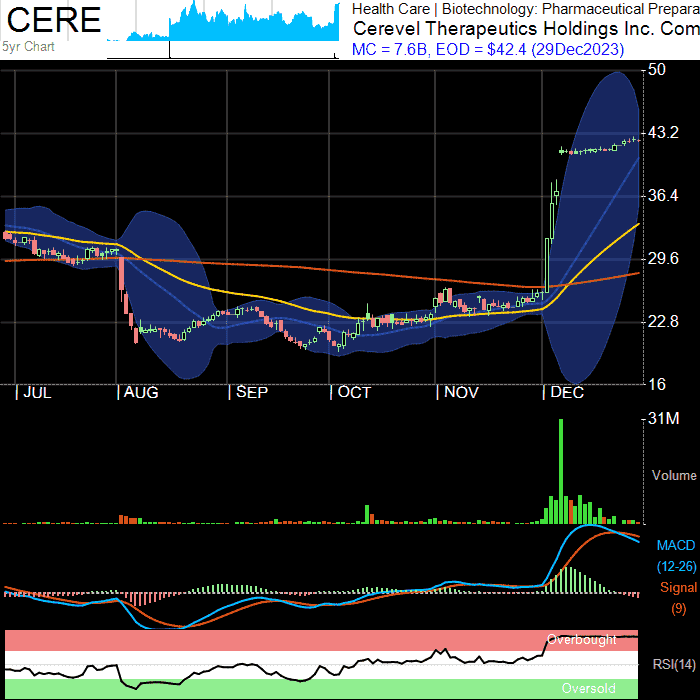 CERE
Health Care | Biotechnology: Pharmaceutical Prepara
Cerevel Therapeutics Holdings Inc. Com
5yr Chart
MC = 7.6B, EOD = $42.4 (29Dec2023)
50
43.2
36.4
29.6
22.8
16
JUL AUG SEP OCT NOV DEC
31M
Volume
MACD
(12-26)
Signal
(9)
Overbought
RSI(14)
Oversold